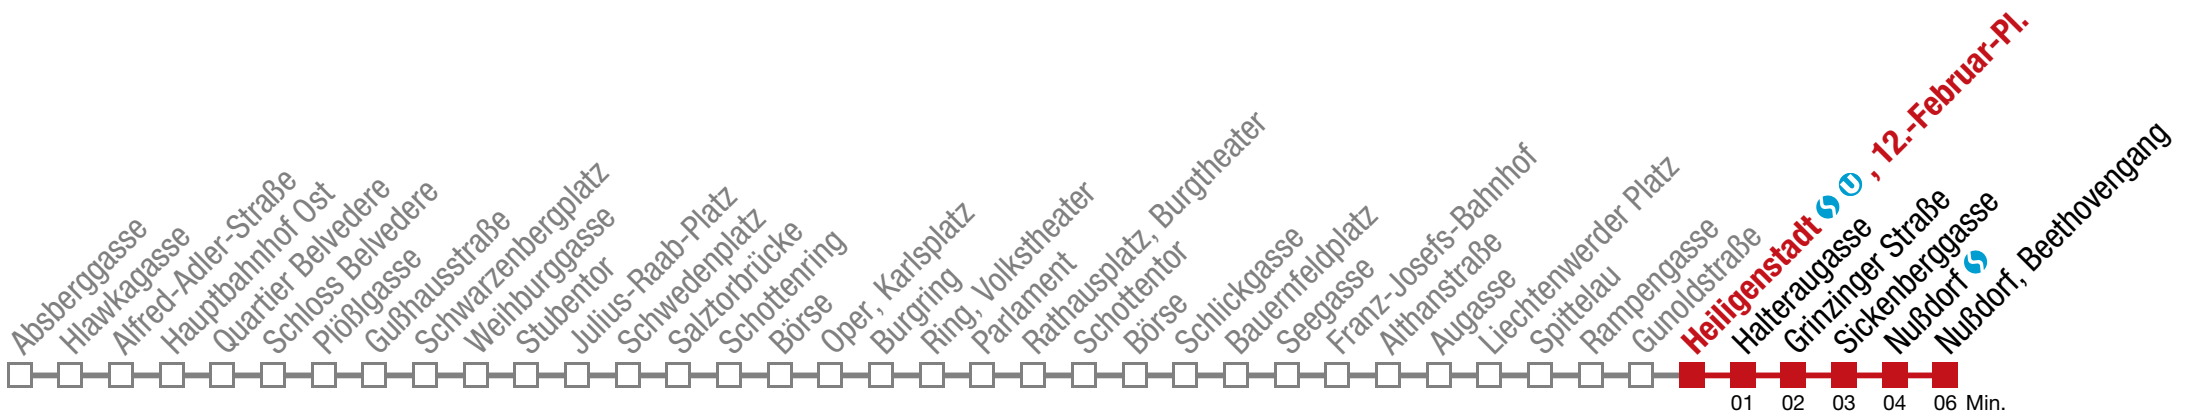 Absberggasse
Hlawkagasse
Alfred-Adler-Straße
Hauptbahnhof Ost
Quartier Belvedere
Schloss Belvedere
Plößlgasse
Gußhausstraße
Schwarzenbergplatz
Weihburggasse
Stubentor
Julius-Raab-Platz
Schwedenplatz
Salztorbrücke
Schottenring
Börse
Oper, Karlsplatz
Burgring
Ring, Volkstheater
Parlament
Rathausplatz, Burgtheater
Schottentor
Börse
Schlickgasse
Bauernfeldplatz
Seegasse
Franz-Josefs-Bahnhof
Althanstraße
Augasse
Liechtenwerder Platz
Spittelau
Rampengasse
Gunoldstraße
Heiligenstadt S U , 12.-Februar-Pl.
Halteraugasse
Grinzinger Straße
Sickenberggasse
Nußdorf S
Nußdorf, Beethovengang
01 02 03 04 06 Min.